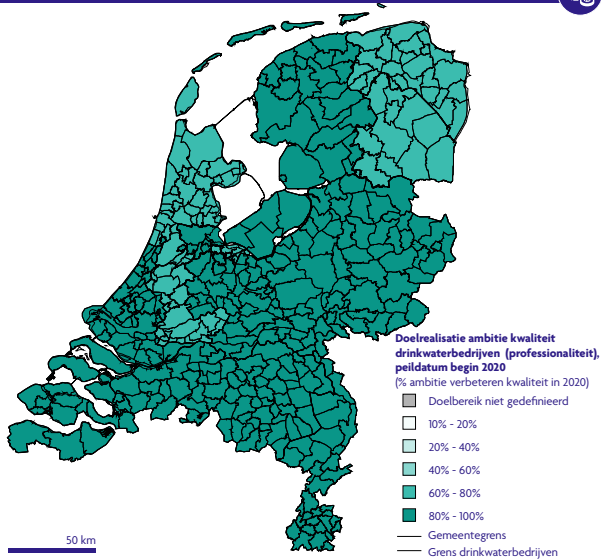 Doelrealisatie ambitie kwaliteit
drinkwaterbedrijven (professionaliteit),
peildatum begin 2020
(% ambitie verbeteren kwaliteit in 2020)
Doelbereik niet gedefinieerd
10% - 20%
20% - 40%
40% - 60%
60% - 80%
80% - 100%
Gemeentegrens
Grens drinkwaterbedrijven
50 km